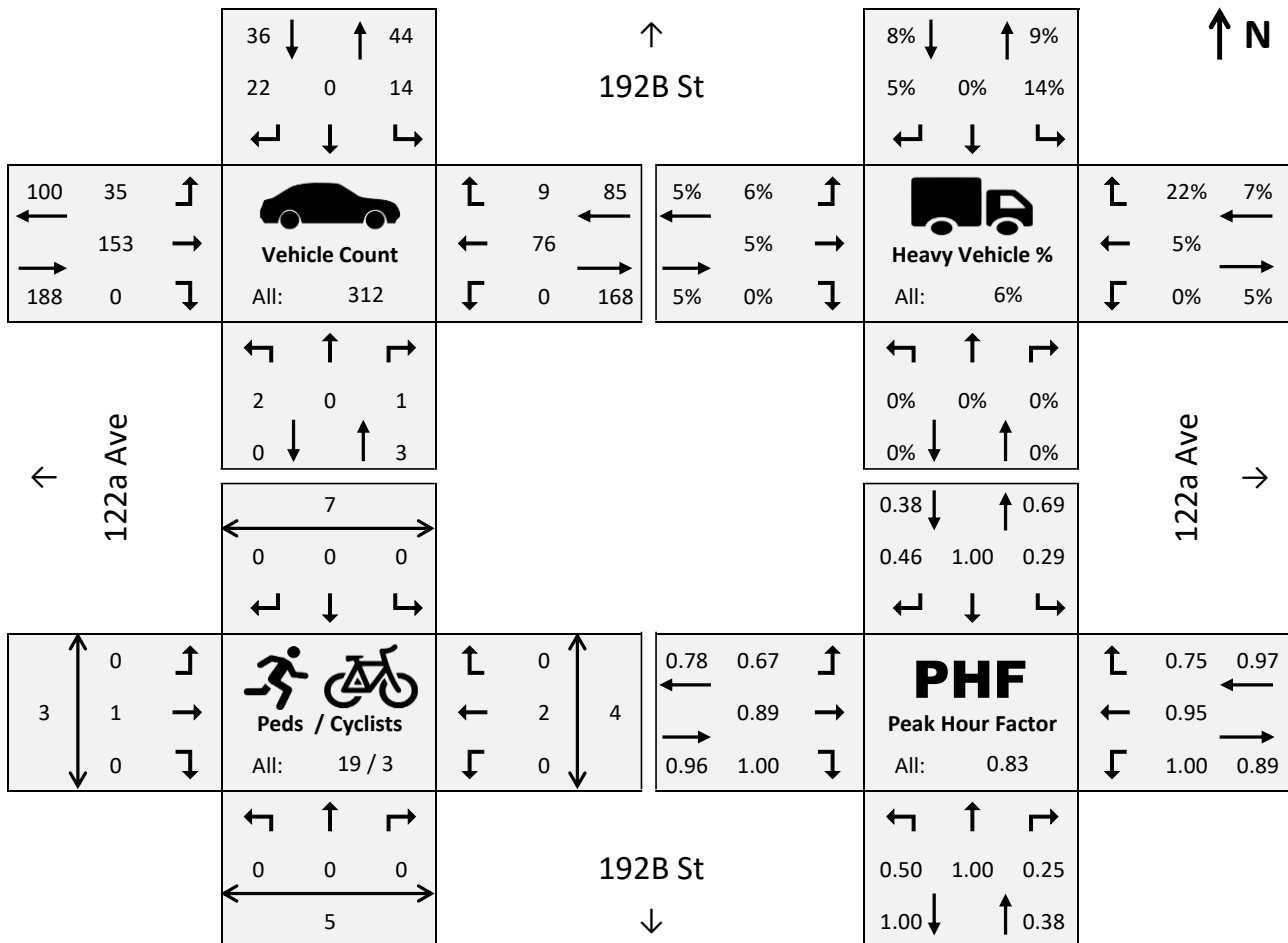 36 44 8% 9% N
192B St
22 0 14 5% 0% 14%
100 35 9 85 5% 6% 22% 7%
153 Vehicle Count 76 5% Heavy Vehicle % 5%
188 0 All: 312 0 168 5% 0% All: 6% 0% 5%
2 0 1 0% 0% 0%
0 3 0% 0%
122a Ave 122a Ave
7 0.38 0.69
0 0 0 0.46 1.00 0.29
0 0 0.78 0.67 PHF 0.75 0.97
3 1 Peds / Cyclists 2 4 0.89 Peak Hour Factor 0.95
0 All: 19 / 3 0 0.96 1.00 All: 0.83 1.00 0.89
0 0 0 192B St 0.50 1.00 0.25
5 1.00 0.38